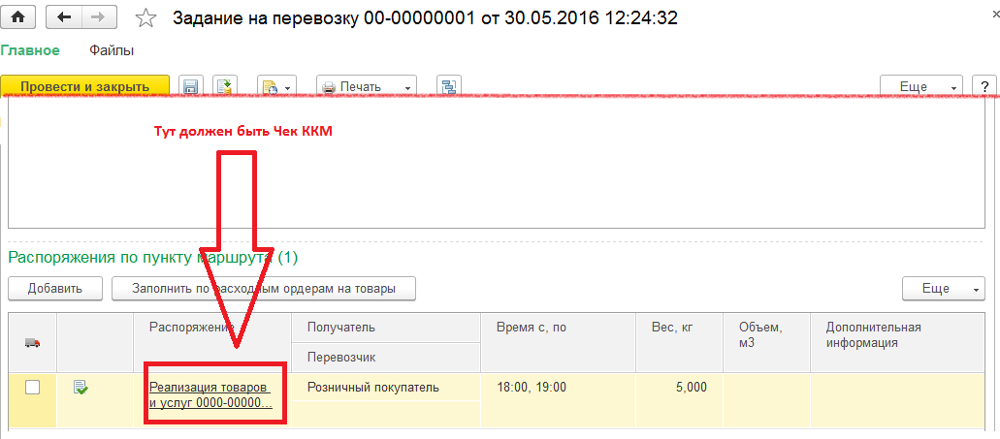 Задание на перевозку 00-00000001 от 30.05.2016 12:24:32
Главное Файлы
Провести и закрыть Печать Еще ?
Тут должен быть Чек ККМ
Распоряжения по пункту маршрута (1)
Добавить Заполнить по расходным ордерам на товары Еще
Распоряжение Получатель Время с, по Вес, кг Объем, Дополнительная
м3 информация
Перевозчик
Реализация товаров Розничный покупатель 18:00, 19:00 5,000
и услуг 0000-00000...